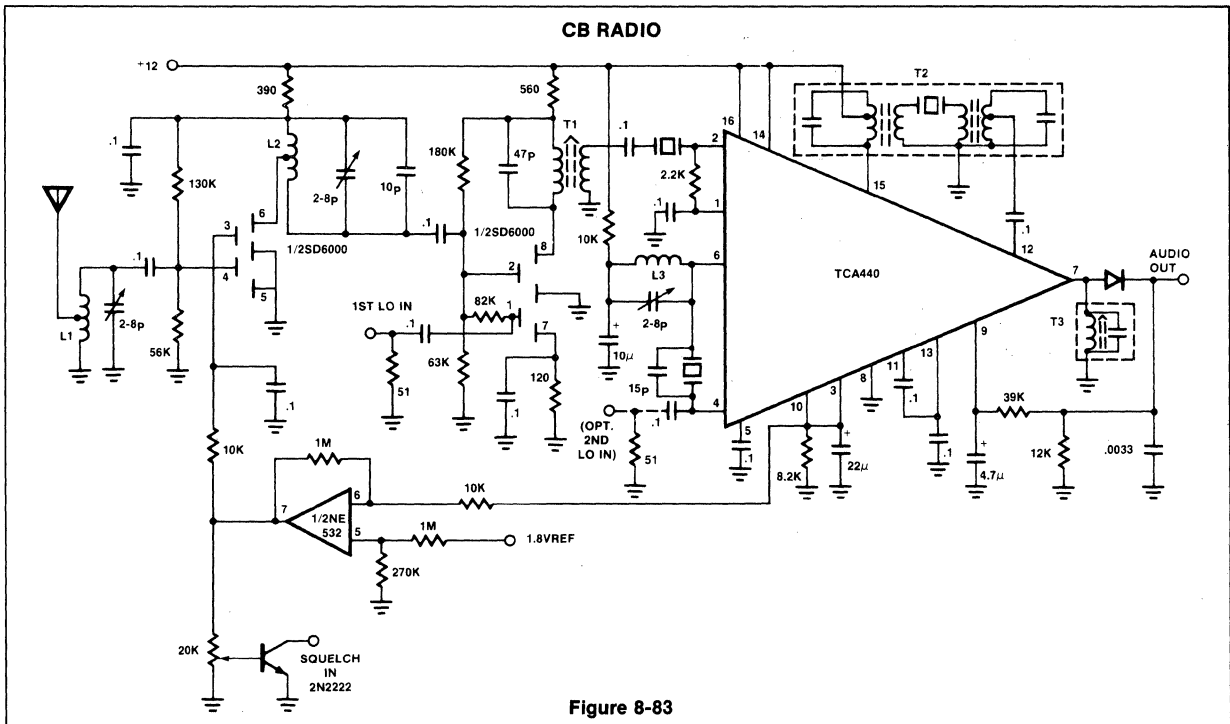 CB RADIO
+12
390
560
T2
.1
L2
T1
.1
16
14
2
130K
2-8p
10p
180K
47p
2.2K
15
6
.1
1
.1
3
1/2SD6000
.1
1/2SD6000
8
10K
6
12
.1
4
2
L3
TCA440
7
AUDIO
OUT
5
82K
1
1ST LO IN
.1
2-8p
9
T3
L1
2-8p
7
+
10µ
13
56K
63K
120
11
39K
51
.1
15p
3
8
.1
10
.1
(OPT.
2ND
LO IN)
.1
4
5
.1
.1
51
8.2K
+
22µ
+
4.7µ
12K
.0033
10K
1M
7
6
10K
1/2NE
532
5
1M
1.8VREF
270K
20K
SQUELCH
IN
2N2222
Figure 8-83